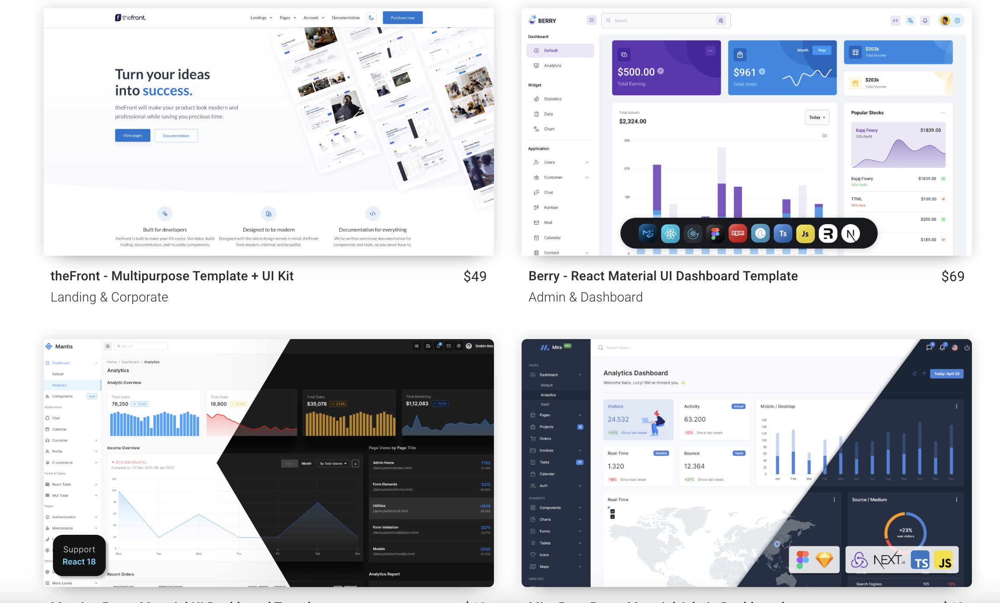 thefront.
Landings Pages Account Documentation Purchase now
Turn your ideas
into success.
theFront will make your product look modern and
professional while saving you precious time.
View pages Documentation
Built for developers
theFront is built to make your life easier. Variables, build
tooling, documentation, and reusable components.
Designed to be modern
Designed with the latest design trends in mind. theFront
feels modern, minimal, and beautiful.
Documentation for everything
We've written extensive documentation for
components and tools, so you never have to.
theFront - Multipurpose Template + UI Kit $49
Landing & Corporate
BERRY
Search
Dashboard
Default
Analytics
Widget
Statistics
Data
Chart
Application
Users
Customer
Chat
Kanban
Mail
Calendar
Contact
$500.00
Total Earning
Month Year
$961
Total Order
$203k
Total Income
$203k
Total Income
Total Growth
$2,324.00
Today
360
270
180
0
Popular Stocks
Bajaj Finery $1839.00
10% Profit
Bajaj Finery $1839.00
10% Profit
TTML $100.00
10% loss
$200.00
$189.00
Ts Js
Berry - React Material UI Dashboard Template $69
Admin & Dashboard
Mantis
Ctrl + K
4
Stebin Ben
Dashboard
Default
Analytics
Components new
Applications
Chat
Calendar
Customer
Profile
E-commerce
Forms & Tables
React Table
MUI Table
Pages
Authentication
Maintenance
Menu Levels
Support
React 18
Home / Dashboard / Analytics
Analytics
Analytic Overview
Total Users
78,250 70.5%
Total Order
18,800 27.4%
Total Sales
$35,078 27.4%
Total Marketing
$1,12,083 70.5%
Income Overview
$1,12,900 (45.67%)
Compare to : 01 Dec 2021-08 Jan 2022
Week Month By Total Volume
120
100
80
60
40
20
0
Mon Tue Wed Thu Fri Sat Sun
Page Views by Page Title
Admin Home 7755
/demo/admin/index.html 31.74%
Form Elements 5215
/demo/admin/forms.html 28.53%
Utilities 4848
/demo/admin/util.html 25.35%
Form Validation 3275
/demo/admin/validation.html 23.17%
Modals 3003
/demo/admin/modals.html 22.21%
Recent Orders
Analytics Report
TRACKING NO. PRODUCT NAME TOTAL ORDER STATUS TOTAL AMOUNT
Mira PRO
Search topics...
3 7
PAGES
Dashboard
Default
Analytics
SaaS
Pages
Projects 8
Orders
Invoices
Tasks 17
Calendar
Auth
ELEMENTS
Components
Charts
Forms
Tables
Icons
Maps
MIRA PRO
Analytics Dashboard
Welcome back, Lucy! We've missed you.
Today: April 29
Visitors
24.532
+14% Since last week
Activity Annual
63.200
-12% Since last week
Real-Time Monthly
1.320
-18% Since last week
Bounce Yearly
12.364
+27% Since last week
Mobile / Desktop
160
140
120
100
80
60
40
20
0
Jan Feb Mar Apr May Jun Jul Aug Sep Oct Nov Dec
Real-Time
Source / Medium
+23%
new visitors
NEXT.JS TS JS
Social 260
Search Engines 125 -12%